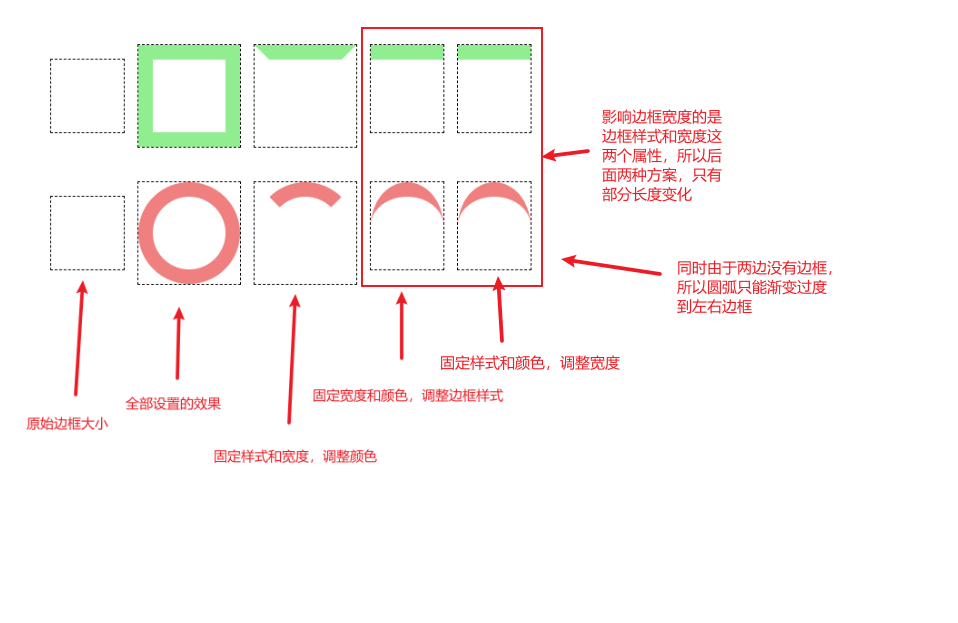 影响边框宽度的是
边框样式和宽度这
两个属性，所以后
面两种方案，只有
部分长度变化
同时由于两边没有边框，
所以圆弧只能渐变过度
到左右边框
固定样式和颜色，调整宽度
固定宽度和颜色，调整边框样式
全部设置的效果
原始边框大小
固定样式和宽度，调整颜色